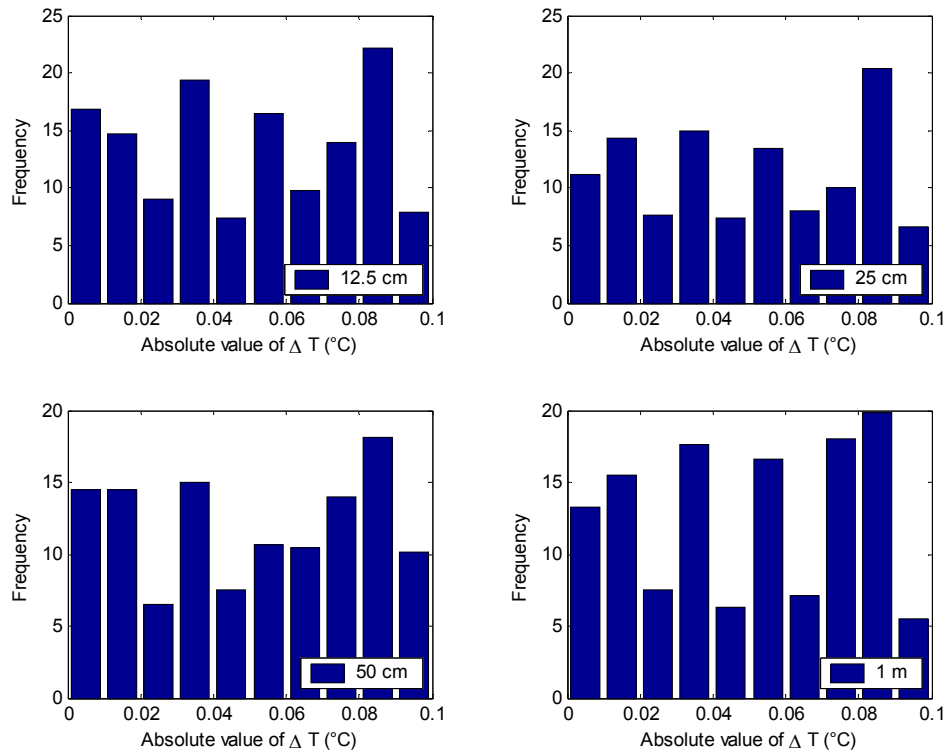 25
20
15
10
5
0
Frequency
12.5 cm
0 0.02 0.04 0.06 0.08 0.1
Absolute value of Δ T (°C)
25
20
15
10
5
0
Frequency
25 cm
0 0.02 0.04 0.06 0.08 0.1
Absolute value of Δ T (°C)
20
15
10
5
0
Frequency
50 cm
0 0.02 0.04 0.06 0.08 0.1
Absolute value of Δ T (°C)
20
15
10
5
0
Frequency
1 m
0 0.02 0.04 0.06 0.08 0.1
Absolute value of Δ T (°C)